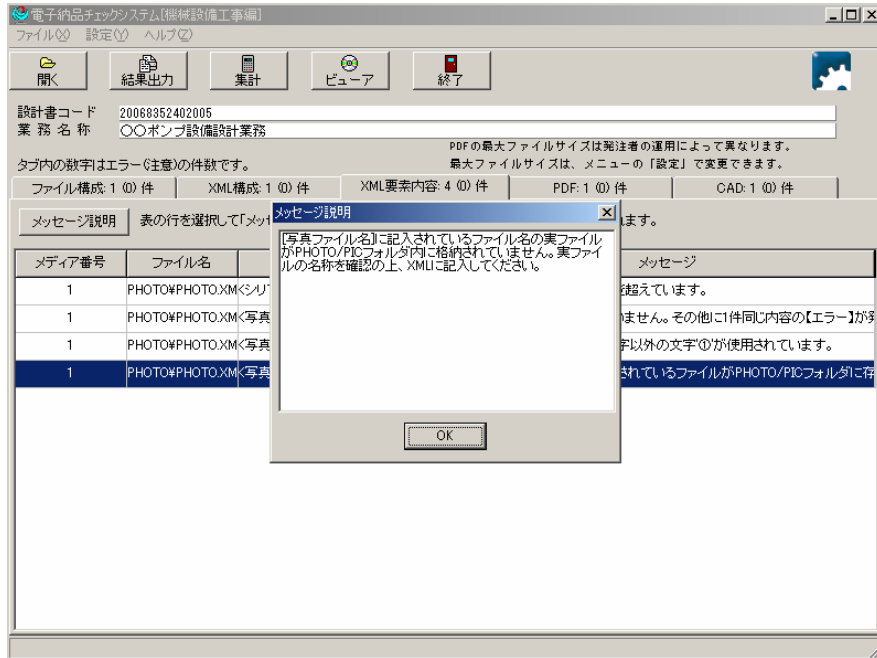 電子納品チェックシステム[機械設備工事編]
ファイル(X) 設定(Y) ヘルプ(Z)
開く 結果出力 集計 ビューア 終了
設計書コード 20068352402005
業務名称 〇〇ポンプ設備設計業務
PDFの最大ファイルサイズは発注者の運用によって異なります。
タブ内の数字はエラー(注意)の件数です。 最大ファイルサイズは、メニューの「設定」で変更できます。
ファイル構成: 1 (0) 件 XML構成: 1 (0) 件 XML要素内容: 4 (0) 件 PDF: 1 (0) 件 CAD: 1 (0) 件
メッセージ説明 表の行を選択して「メッセ ます。
メッセージ説明
[写真ファイル名]に記入されているファイル名の実ファイル
がPHOTO/PICフォルダ内に格納されていません。実ファイ
ルの名称を確認の上、XMLに記入してください。
OK
メディア番号 ファイル名 メッセージ
1 PHOTO¥PHOTO.XM <シリ 超えています。
1 PHOTO¥PHOTO.XM <写真 ません。その他に1件同じ内容の【エラー】が発
1 PHOTO¥PHOTO.XM <写真 字以外の文字'①'が使用されています。
1 PHOTO¥PHOTO.XM <写真 されているファイルがPHOTO/PICフォルダに存